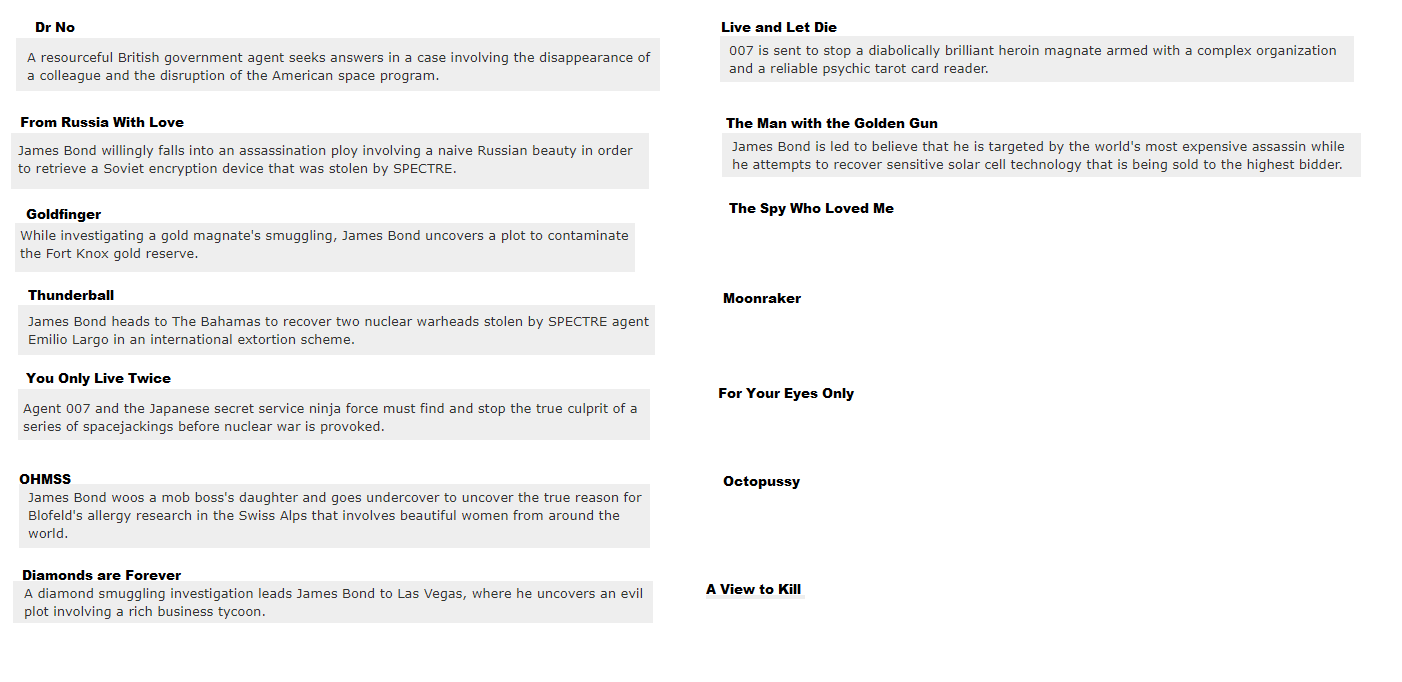 Dr No
A resourceful British government agent seeks answers in a case involving the disappearance of
a colleague and the disruption of the American space program.
From Russia With Love
James Bond willingly falls into an assassination ploy involving a naive Russian beauty in order
to retrieve a Soviet encryption device that was stolen by SPECTRE.
Goldfinger
While investigating a gold magnate's smuggling, James Bond uncovers a plot to contaminate
the Fort Knox gold reserve.
Thunderball
James Bond heads to The Bahamas to recover two nuclear warheads stolen by SPECTRE agent
Emilio Largo in an international extortion scheme.
You Only Live Twice
Agent 007 and the Japanese secret service ninja force must find and stop the true culprit of a
series of spacejackings before nuclear war is provoked.
OHMSS
James Bond woos a mob boss's daughter and goes undercover to uncover the true reason for
Blofeld's allergy research in the Swiss Alps that involves beautiful women from around the
world.
Diamonds are Forever
A diamond smuggling investigation leads James Bond to Las Vegas, where he uncovers an evil
plot involving a rich business tycoon.
Live and Let Die
007 is sent to stop a diabolically brilliant heroin magnate armed with a complex organization
and a reliable psychic tarot card reader.
The Man with the Golden Gun
James Bond is led to believe that he is targeted by the world's most expensive assassin while
he attempts to recover sensitive solar cell technology that is being sold to the highest bidder.
The Spy Who Loved Me
Moonraker
For Your Eyes Only
Octopussy
A View to Kill